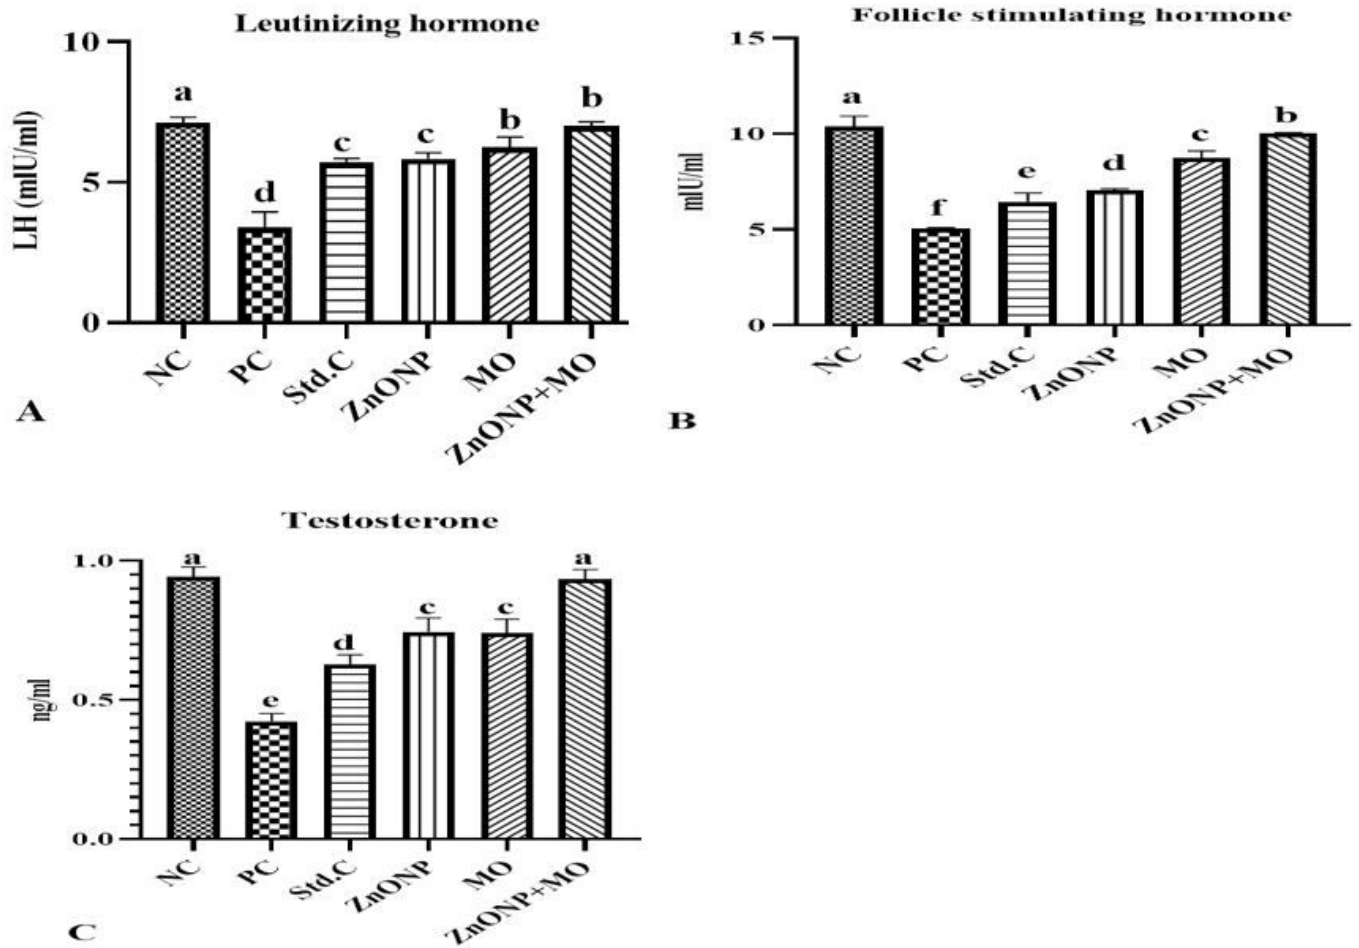 Leutinizing hormone
10
5
0
LH (mIU/ml)
a
d
c
c
b
b
NC
PC
Std.C
ZnONP
MO
ZnONP+MO
A
Follicle stimulating hormone
15
10
5
0
mIU/ml
a
f
e
d
c
b
NC
PC
Std.C
ZnONP
MO
ZnONP+MO
B
Testosterone
1.0
0.5
0.0
ng/ml
a
e
d
c
c
a
NC
PC
Std.C
ZnONP
MO
ZnONP+MO
C